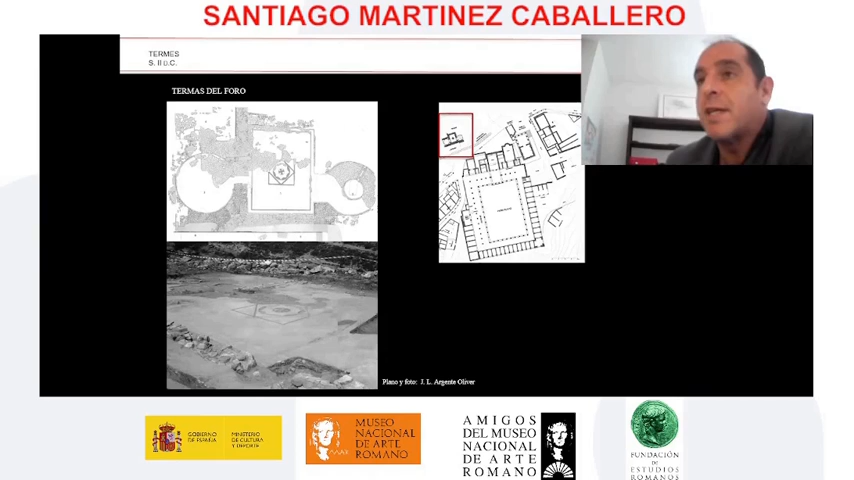 SANTIAGO MARTINEZ CABALLERO
TERMES
S. II D.C.
TERMAS DEL FORO
Plano y foto: J. L. Argente Oliver
GOBIERNO
DE ESPAÑA
MINISTERIO
DE CULTURA
Y DEPORTE
MUSEO
NACIONAL
DE ARTE
ROMANO
AMIGOS
DEL MUSEO
NACIONAL
DE ARTE
ROMANO
FUNDACIÓN
DE
ESTUDIOS
ROMANOS